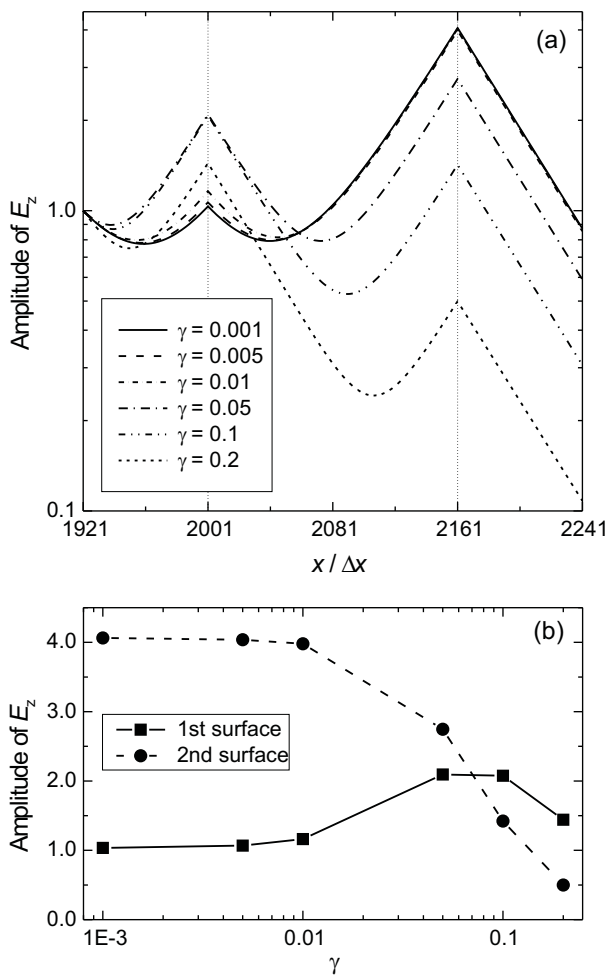 (a)
Amplitude of E_z
1.0
0.1
γ = 0.001
γ = 0.005
γ = 0.01
γ = 0.05
γ = 0.1
γ = 0.2
1921 2001 2081 2161 2241
x / Δx
(b)
Amplitude of E_z
4.0
3.0
2.0
1.0
0.0
1st surface
2nd surface
1E-3 0.01 0.1
γ